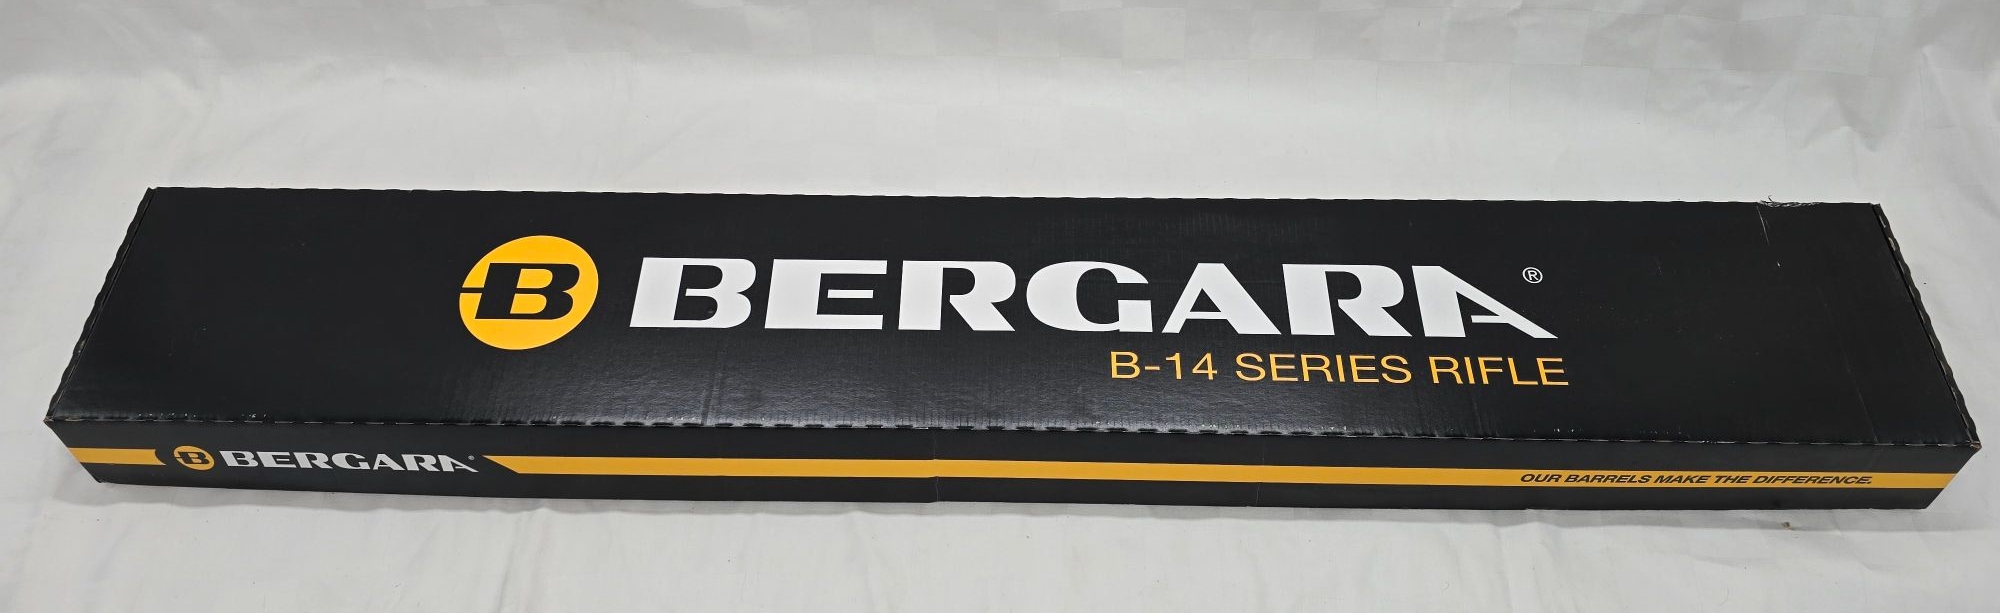 B BERGARA®
B-14 SERIES RIFLE
B BERGARA®
OUR BARRELS MAKE THE DIFFERENCE.